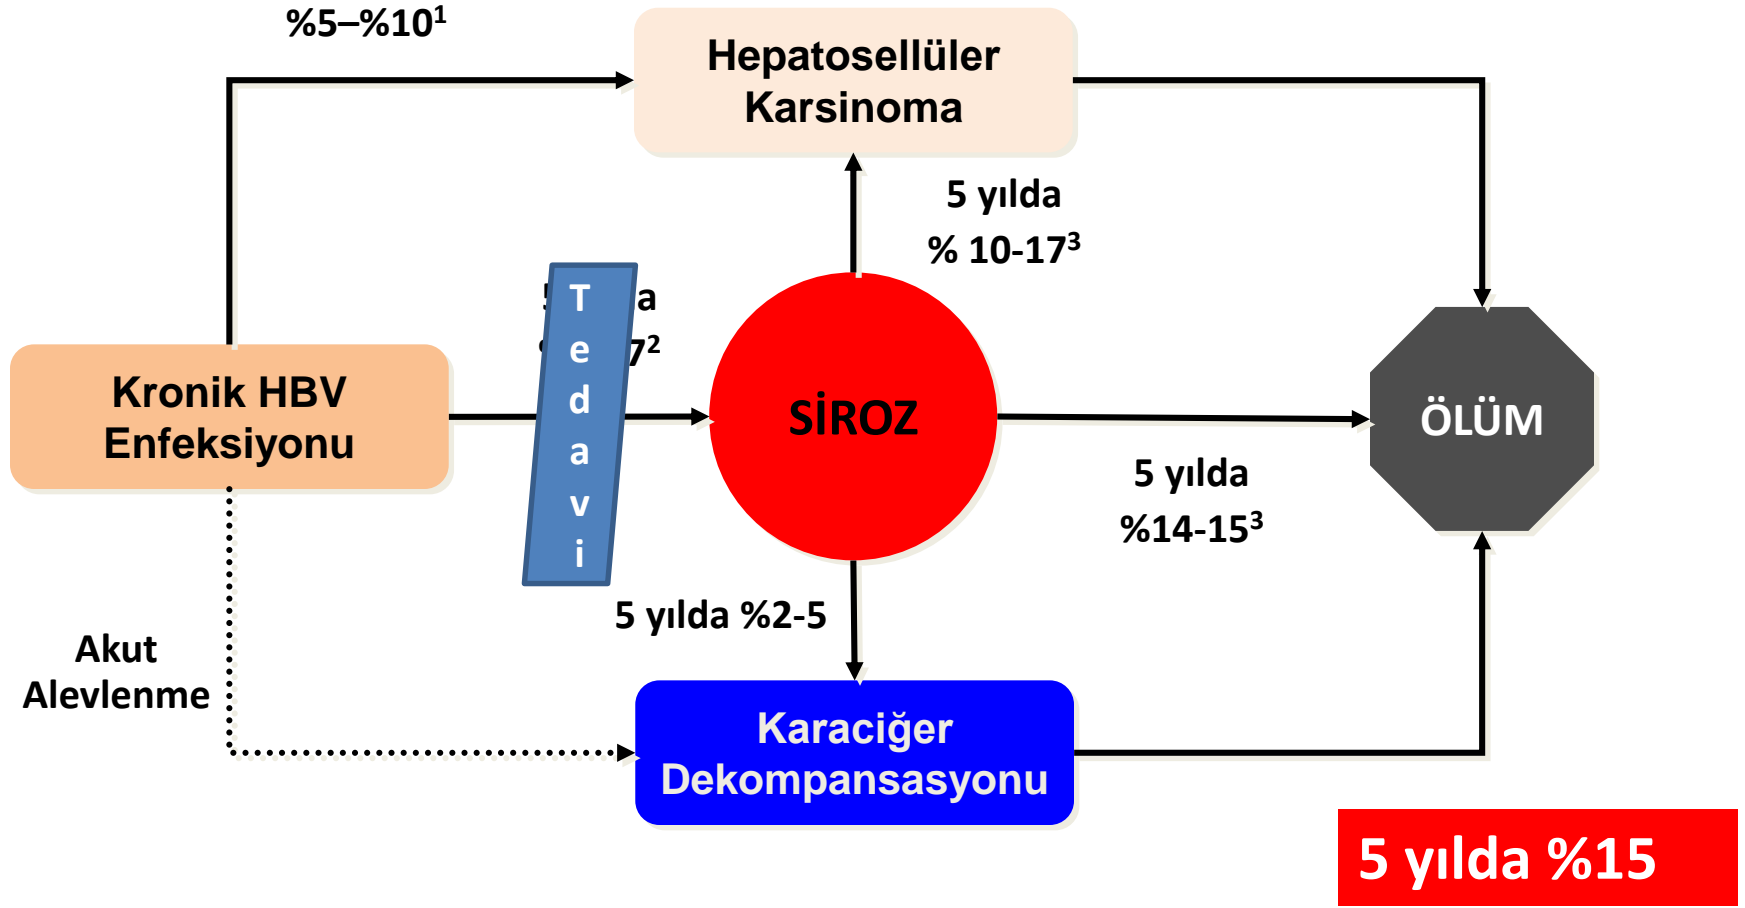 %5–%10¹
Hepatosellüler
Karsinoma
5 yılda
% 10-17³
T
e
d
a
v
i
Kronik HBV
Enfeksiyonu
SİROZ
ÖLÜM
5 yılda
%14-15³
5 yılda %2-5
Akut
Alevlenme
Karaciğer
Dekompansasyonu
5 yılda %15